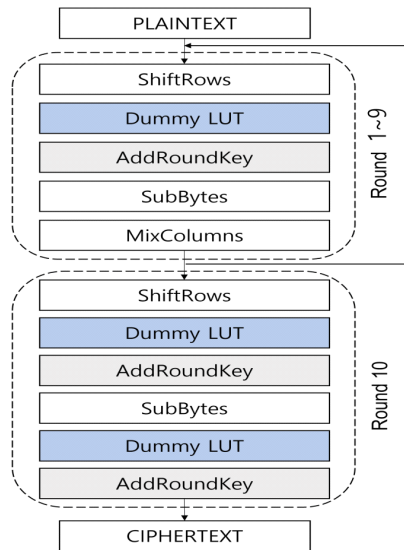 PLAINTEXT
ShiftRows
Dummy LUT
AddRoundKey
SubBytes
MixColumns
Round 1~9
ShiftRows
Dummy LUT
AddRoundKey
SubBytes
Dummy LUT
AddRoundKey
Round 10
CIPHERTEXT